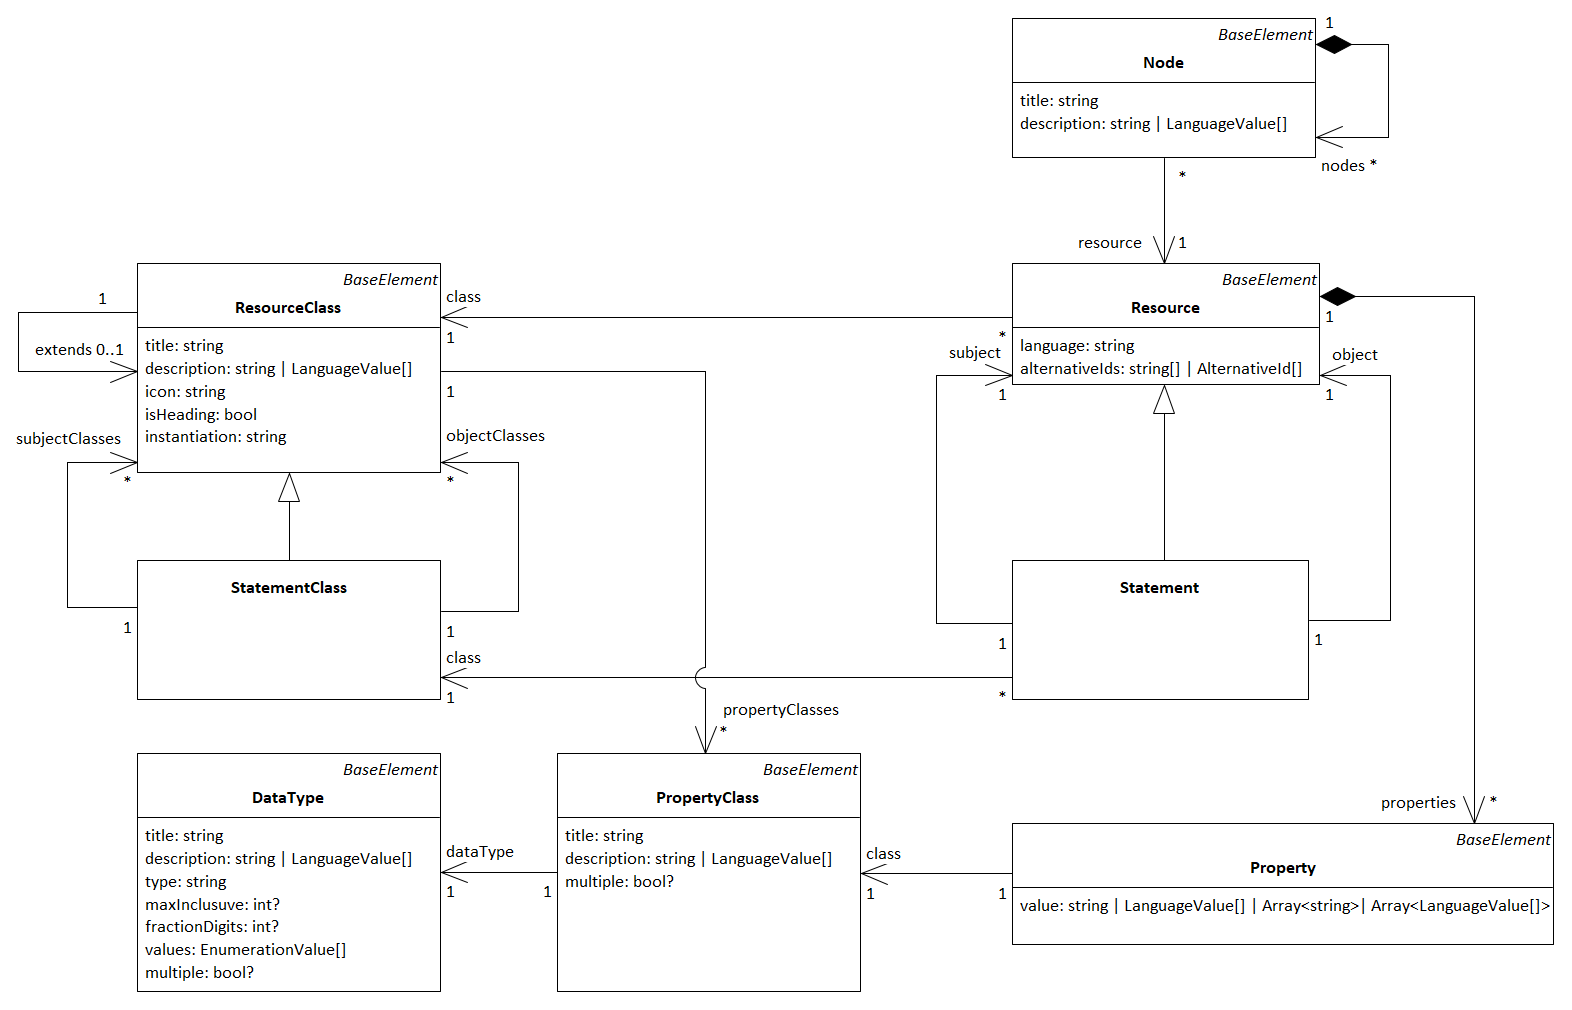 1
BaseElement
Node
title: string
description: string | LanguageValue[]
nodes *
*
resource
1
BaseElement
ResourceClass
1
extends 0..1
title: string
description: string | LanguageValue[]
icon: string
isHeading: bool
instantiation: string
class
1
*
BaseElement
Resource
1
language: string
alternativeIds: string[] | AlternativeId[]
subject
1
object
1
1
subjectClasses
*
objectClasses
*
StatementClass
1
1
Statement
1
1
class
1
*
propertyClasses
*
BaseElement
DataType
title: string
description: string | LanguageValue[]
type: string
maxInclusuve: int?
fractionDigits: int?
values: EnumerationValue[]
multiple: bool?
dataType
1
1
BaseElement
PropertyClass
title: string
description: string | LanguageValue[]
multiple: bool?
class
1
1
properties
*
BaseElement
Property
value: string | LanguageValue[] | Array<string>| Array<LanguageValue[]>